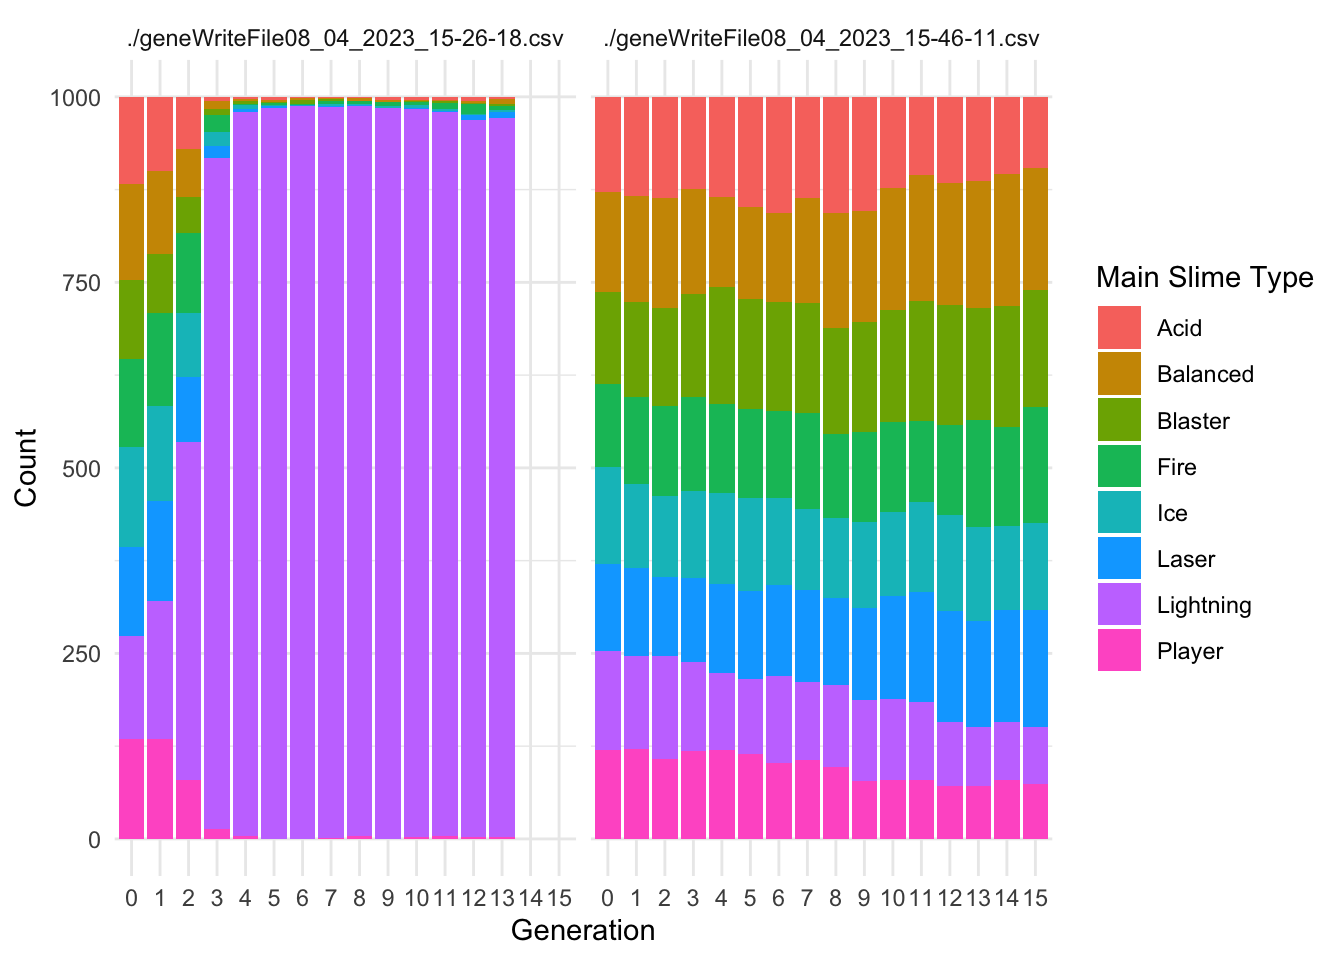 ./geneWriteFile08_04_2023_15-26-18.csv ./geneWriteFile08_04_2023_15-46-11.csv
1000
750
500
250
0
Count
0 1 2 3 4 5 6 7 8 9 10 11 12 13 14 15 0 1 2 3 4 5 6 7 8 9 10 11 12 13 14 15
Generation
Main Slime Type
Acid
Balanced
Blaster
Fire
Ice
Laser
Lightning
Player